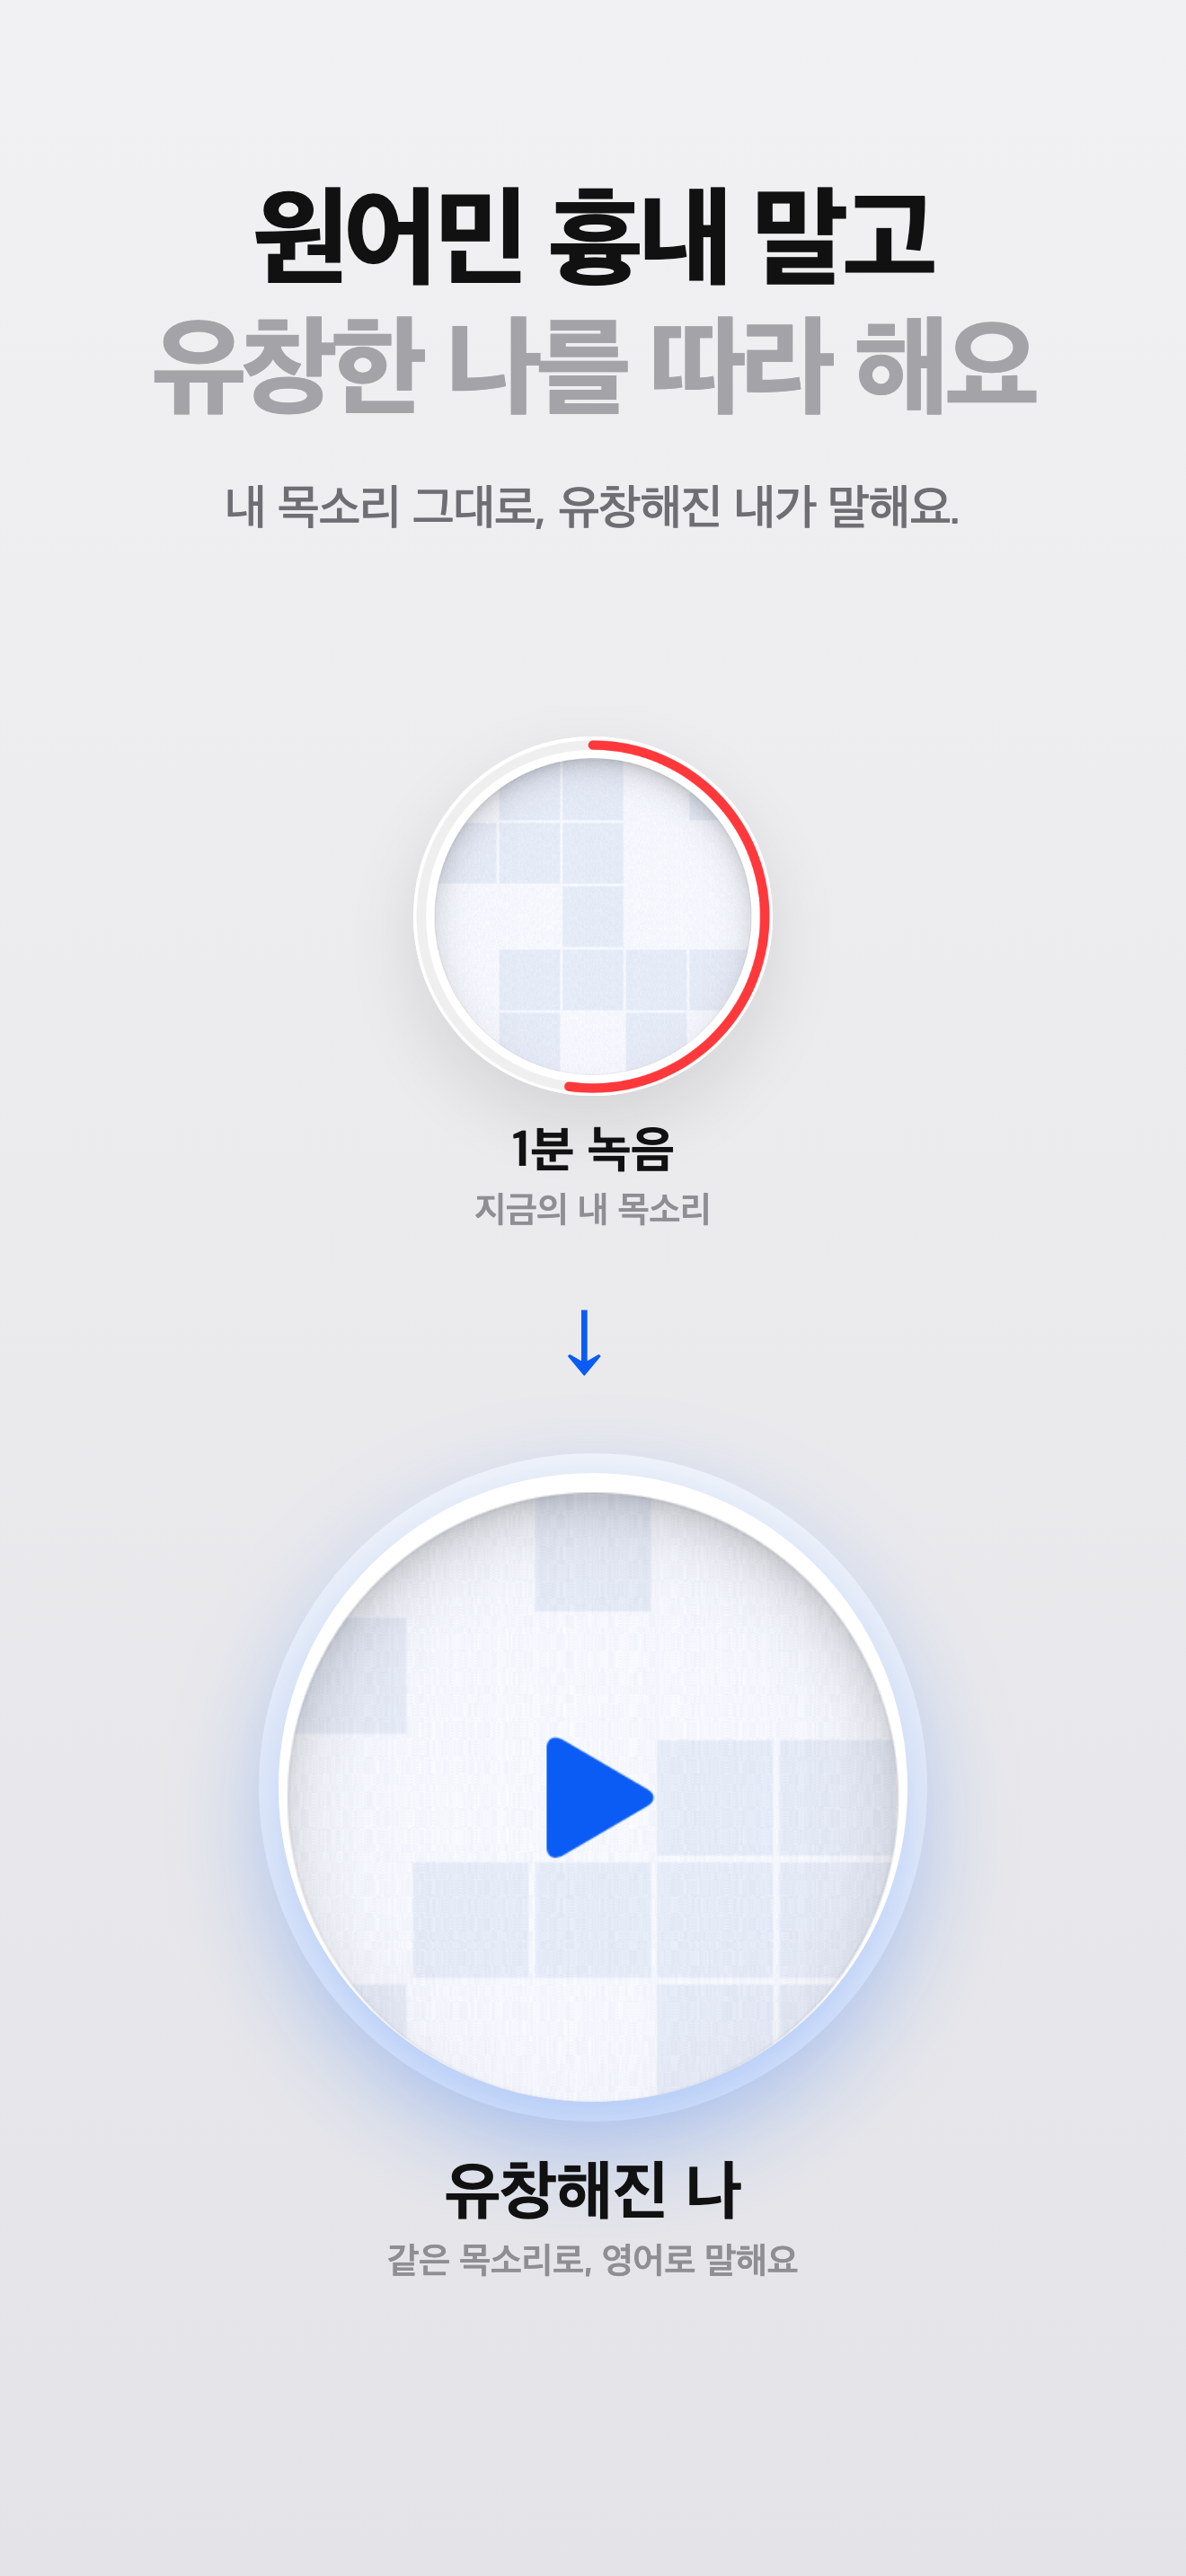 원어민 흉내 말고
유창한 나를 따라 해요
내 목소리 그대로, 유창해진 내가 말해요.
1분 녹음
지금의 내 목소리
유창해진 나
같은 목소리로, 영어로 말해요